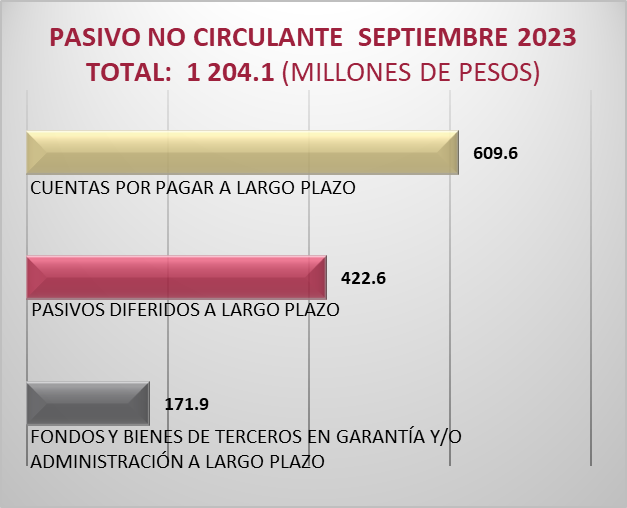 PASIVO NO CIRCULANTE  SEPTIEMBRE 2023
TOTAL:  1 204.1 (MILLONES DE PESOS)
609.6
CUENTAS POR PAGAR A LARGO PLAZO
422.6
PASIVOS DIFERIDOS A LARGO PLAZO
171.9
FONDOS Y BIENES DE TERCEROS EN GARANTÍA Y/O
ADMINISTRACIÓN A LARGO PLAZO